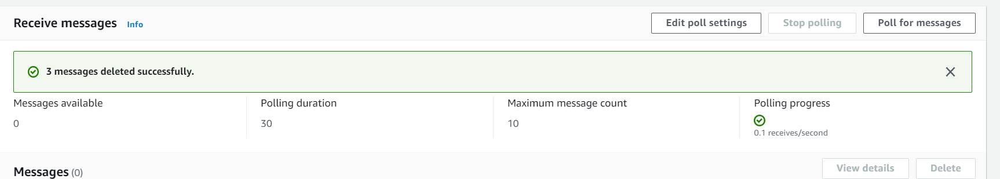 Receive messages Info
Edit poll settings
Stop polling
Poll for messages
3 messages deleted successfully.
Messages available
0
Polling duration
30
Maximum message count
10
Polling progress
0.1 receives/second
Messages (0)
View details
Delete